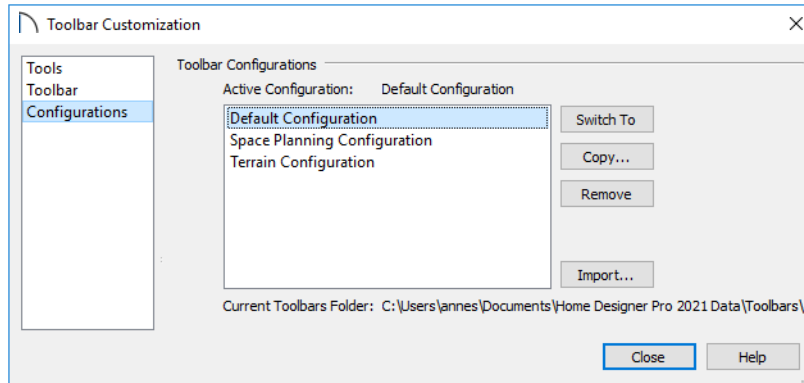 Toolbar Customization
Tools
Toolbar
Configurations
Toolbar Configurations
Active Configuration: Default Configuration
Default Configuration
Space Planning Configuration
Terrain Configuration
Switch To
Copy...
Remove
Import...
Current Toolbars Folder: C:\Users\annes\Documents\Home Designer Pro 2021 Data\Toolbars\
Close
Help